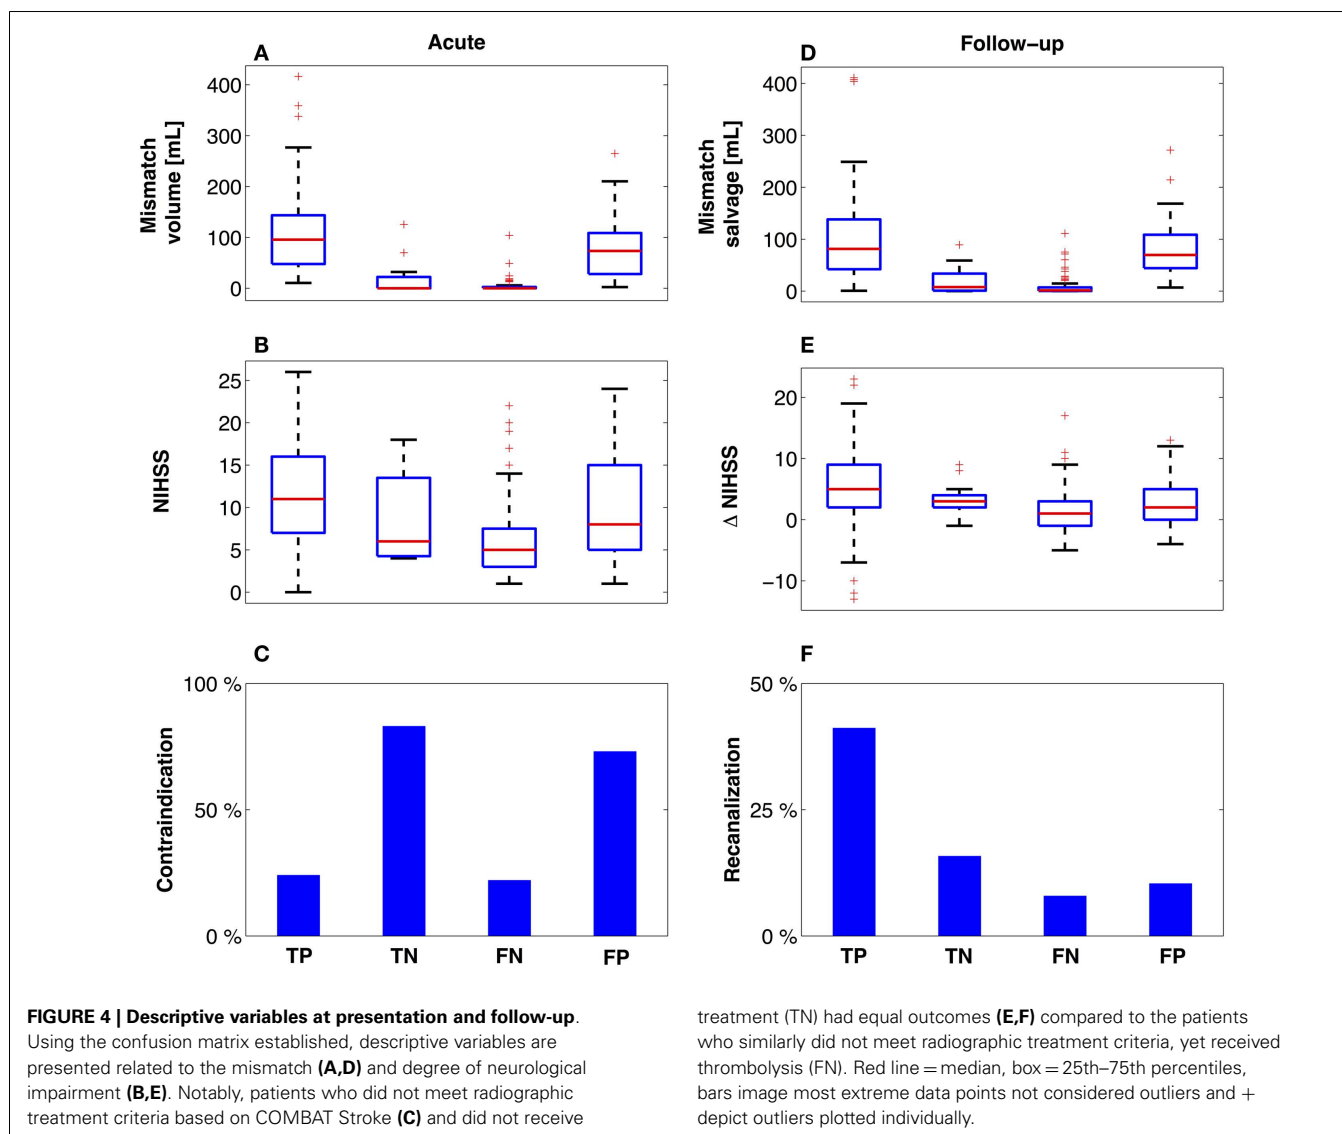 Acute
A
Mismatch
volume [mL]
400
300
200
100
0
B
NIHSS
25
20
15
10
5
0
C
Contraindication
100 %
50 %
0 %
TP TN FN FP
Follow–up
D
Mismatch
salvage [mL]
400
300
200
100
0
E
Δ NIHSS
20
10
0
−10
F
Recanalization
50 %
25 %
0 %
TP TN FN FP
FIGURE 4 | Descriptive variables at presentation and follow-up.
Using the confusion matrix established, descriptive variables are
presented related to the mismatch (A,D) and degree of neurological
impairment (B,E). Notably, patients who did not meet radiographic
treatment criteria based on COMBAT Stroke (C) and did not receive
treatment (TN) had equal outcomes (E,F) compared to the patients
who similarly did not meet radiographic treatment criteria, yet received
thrombolysis (FN). Red line = median, box = 25th–75th percentiles,
bars image most extreme data points not considered outliers and +
depict outliers plotted individually.